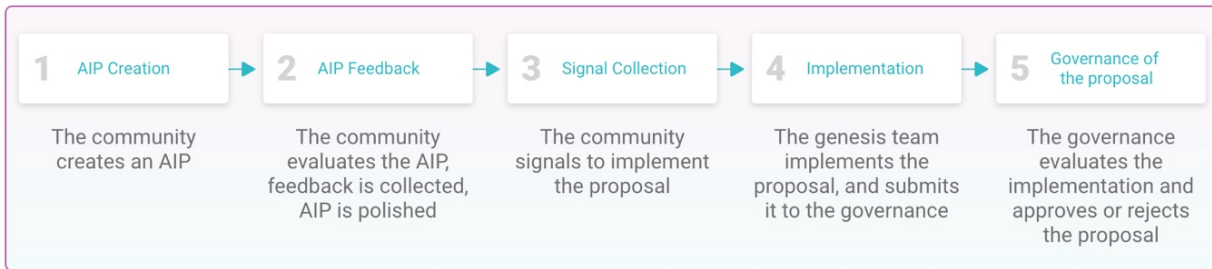 1 AIP Creation
The community
creates an AIP
2 AIP Feedback
The community
evaluates the AIP,
feedback is collected,
AIP is polished
3 Signal Collection
The community
signals to implement
the proposal
4 Implementation
The genesis team
implements the
proposal, and submits
it to the governance
5 Governance of
the proposal
The governance
evaluates the
implementation and
approves or rejects
the proposal